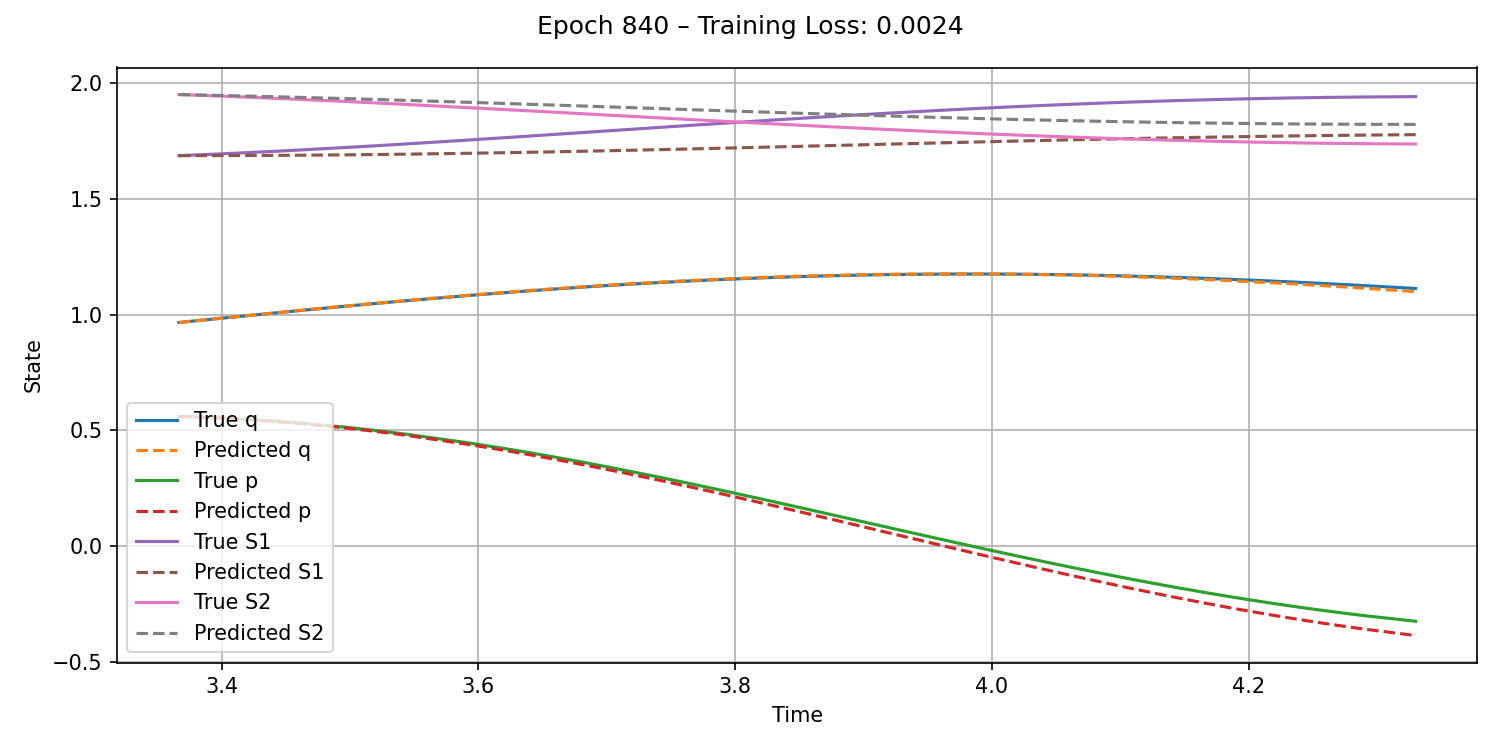 Epoch 840 – Training Loss: 0.0024
2.0
1.5
1.0
0.5
0.0
−0.5
State
True q
Predicted q
True p
Predicted p
True S1
Predicted S1
True S2
Predicted S2
3.4 3.6 3.8 4.0 4.2
Time